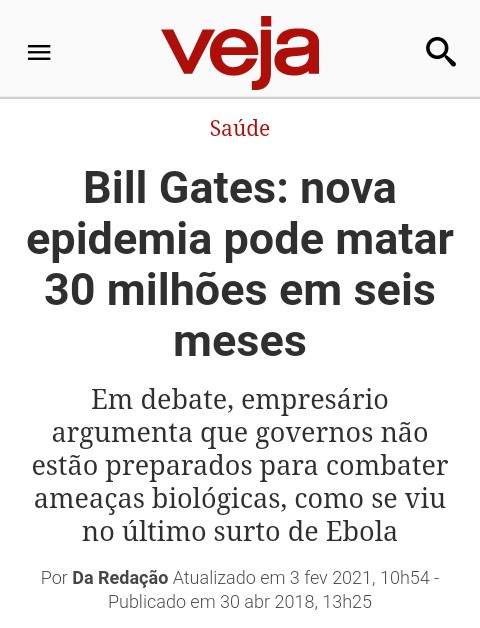 veja
Saúde
Bill Gates: nova
epidemia pode matar
30 milhões em seis
meses
Em debate, empresário
argumenta que governos não
estão preparados para combater
ameaças biológicas, como se viu
no último surto de Ebola
Por Da Redação Atualizado em 3 fev 2021, 10h54 -
Publicado em 30 abr 2018, 13h25